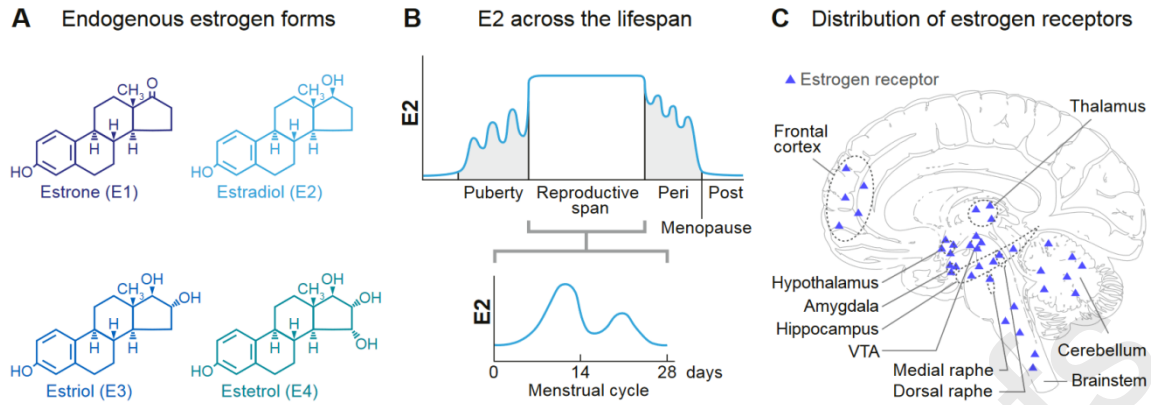 A Endogenous estrogen forms
CH3
O
H
H
H
HO
Estrone (E1)
CH3
OH
H
H
H
HO
Estradiol (E2)
CH3
OH
OH
H
H
H
HO
Estriol (E3)
CH3
OH
OH
OH
H
H
H
HO
Estetrol (E4)
B E2 across the lifespan
E2
Puberty
Reproductive
span
Peri
Post
Menopause
E2
0 14 28 days
Menstrual cycle
C Distribution of estrogen receptors
Estrogen receptor
Thalamus
Frontal
cortex
Hypothalamus
Amygdala
Hippocampus
VTA
Medial raphe
Dorsal raphe
Cerebellum
Brainstem